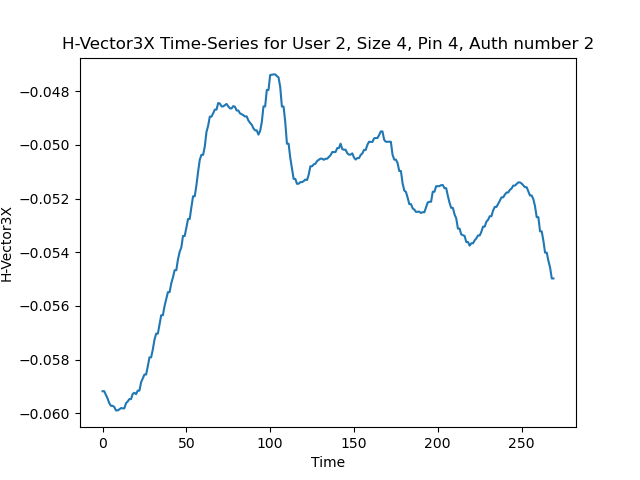 H-Vector3X Time-Series for User 2, Size 4, Pin 4, Auth number 2
H-Vector3X
−0.048
−0.050
−0.052
−0.054
−0.056
−0.058
−0.060
0 50 100 150 200 250
Time